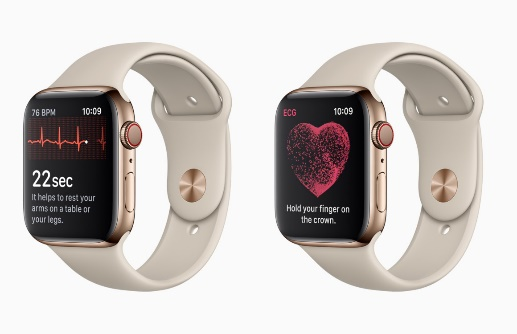 76 BPM 10:09
22sec
It helps to rest your
arms on a table or
your legs.
ECG 10:09
Hold your finger on
the crown.